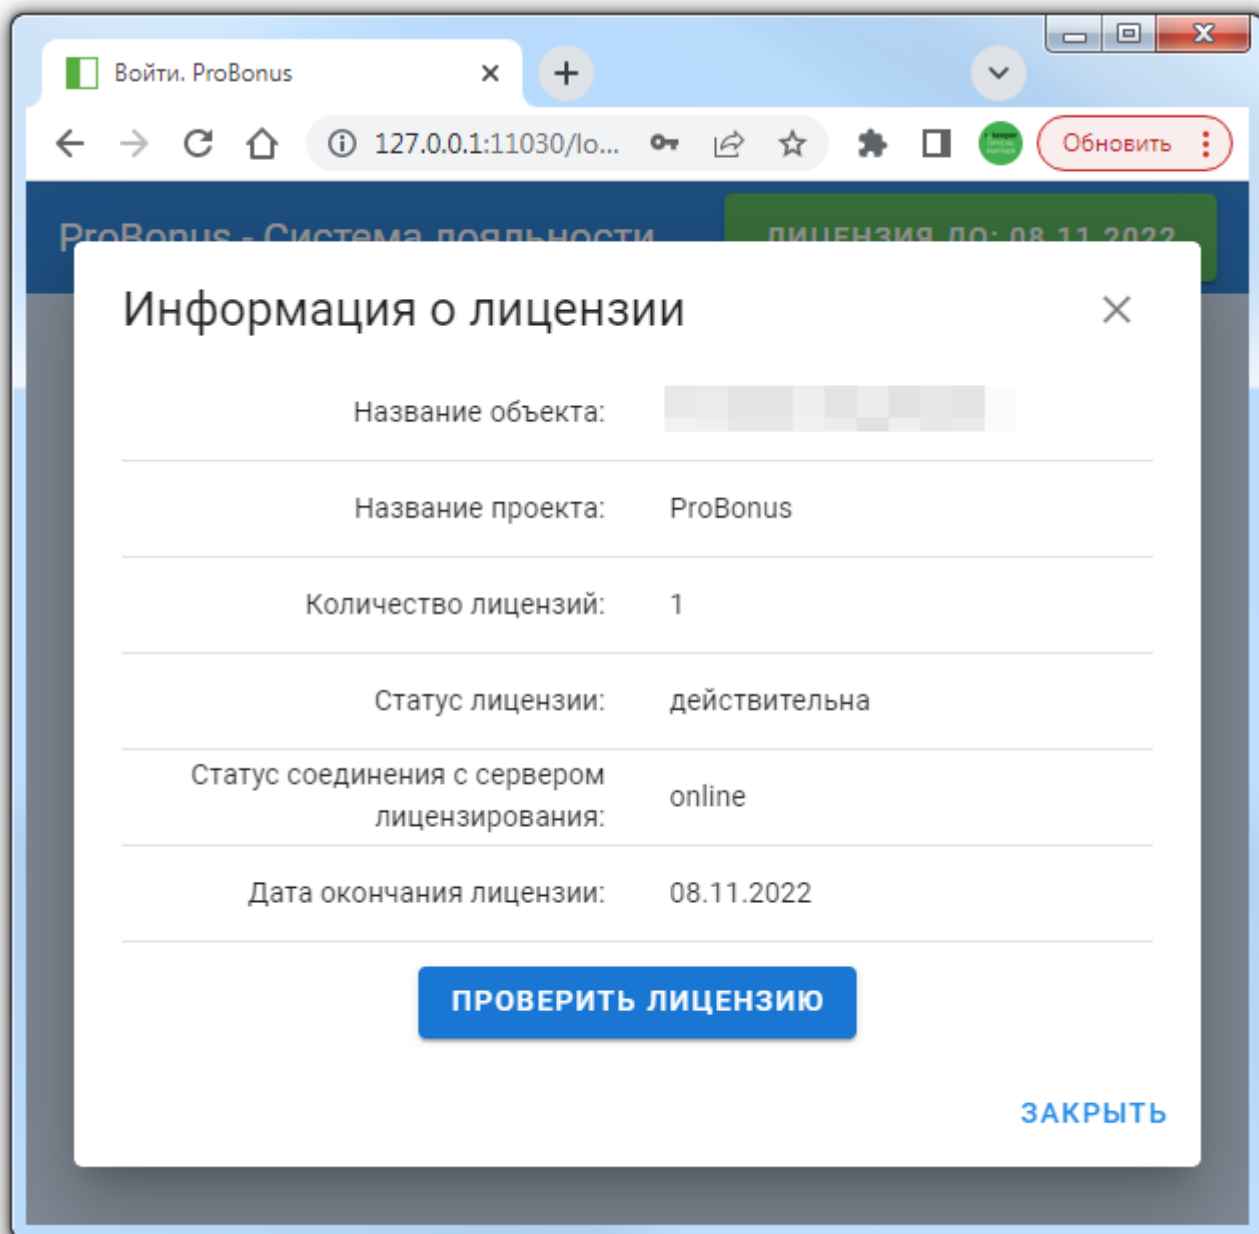 Войти. ProBonus
127.0.0.1:11030/lo...
Обновить
ProBonus - Система лояльности
ЛИЦЕНЗИЯ ДО: 08.11.2022
Информация о лицензии
Название объекта:
Название проекта: ProBonus
Количество лицензий: 1
Статус лицензии: действительна
Статус соединения с сервером
лицензирования: online
Дата окончания лицензии: 08.11.2022
ПРОВЕРИТЬ ЛИЦЕНЗИЮ
ЗАКРЫТЬ